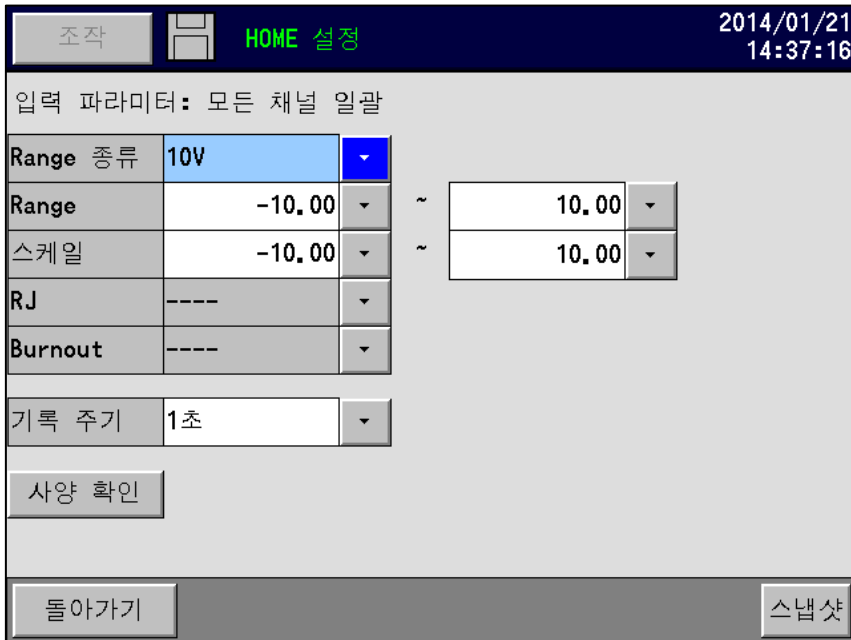 조작 HOME 설정 2014/01/21
14:37:16
입력 파라미터: 모든 채널 일괄
Range 종류 10V
Range -10.00 ~ 10.00
스케일 -10.00 ~ 10.00
RJ ----
Burnout ----
기록 주기 1초
사양 확인
돌아가기 스냅샷